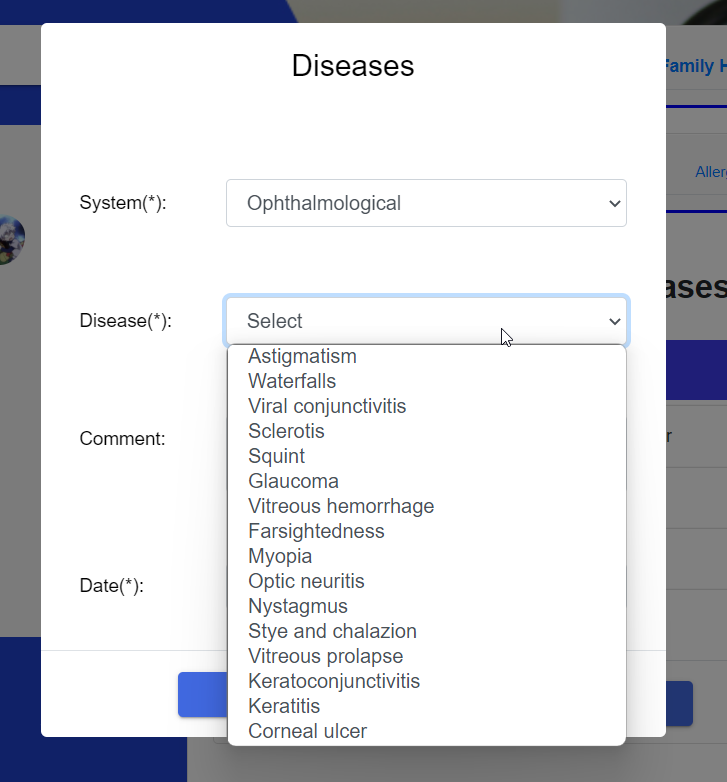 Diseases
Family H
System(*):
Ophthalmological
Aller
ases
Disease(*):
Select
Astigmatism
Waterfalls
Viral conjunctivitis
Sclerotis
Comment:
r
Squint
Glaucoma
Vitreous hemorrhage
Farsightedness
Myopia
Optic neuritis
Date(*):
Nystagmus
Stye and chalazion
Vitreous prolapse
Keratoconjunctivitis
Keratitis
Corneal ulcer